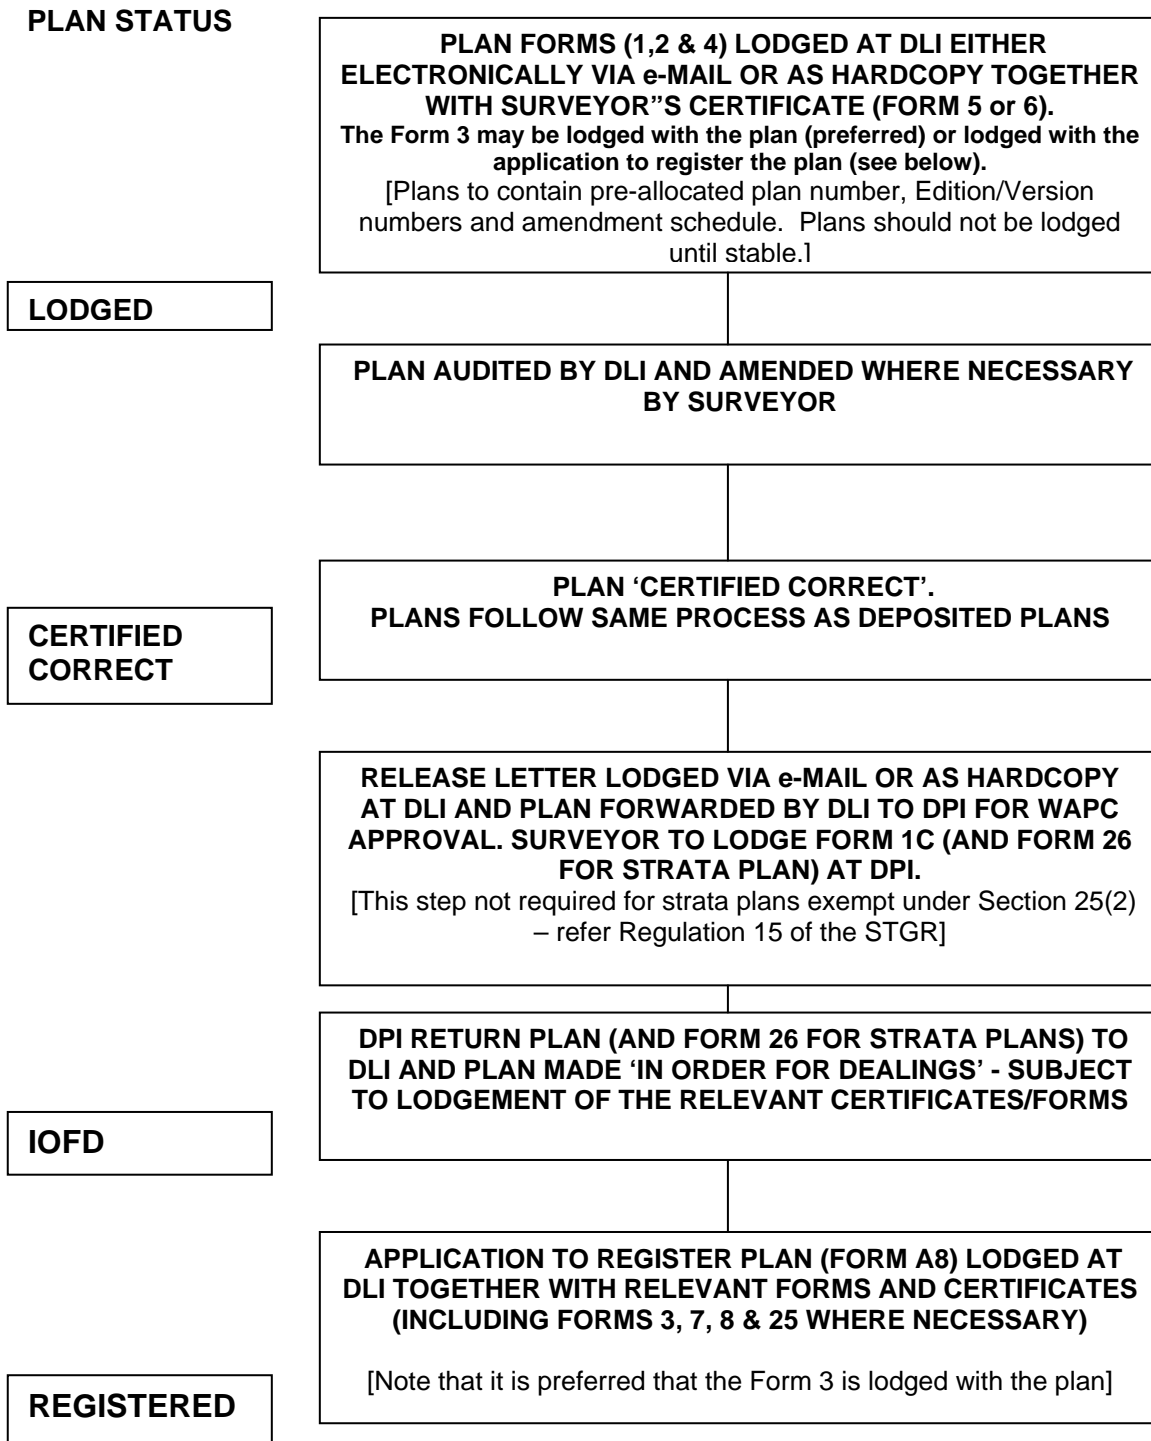 PLAN STATUS
PLAN FORMS (1,2 & 4) LODGED AT DLI EITHER
ELECTRONICALLY VIA e-MAIL OR AS HARDCOPY TOGETHER
WITH SURVEYOR"S CERTIFICATE (FORM 5 or 6).
The Form 3 may be lodged with the plan (preferred) or lodged with the
application to register the plan (see below).
[Plans to contain pre-allocated plan number, Edition/Version
numbers and amendment schedule. Plans should not be lodged
until stable.]
LODGED
PLAN AUDITED BY DLI AND AMENDED WHERE NECESSARY
BY SURVEYOR
PLAN ‘CERTIFIED CORRECT’.
PLANS FOLLOW SAME PROCESS AS DEPOSITED PLANS
CERTIFIED
CORRECT
RELEASE LETTER LODGED VIA e-MAIL OR AS HARDCOPY
AT DLI AND PLAN FORWARDED BY DLI TO DPI FOR WAPC
APPROVAL. SURVEYOR TO LODGE FORM 1C (AND FORM 26
FOR STRATA PLAN) AT DPI.
[This step not required for strata plans exempt under Section 25(2)
– refer Regulation 15 of the STGR]
DPI RETURN PLAN (AND FORM 26 FOR STRATA PLANS) TO
DLI AND PLAN MADE ‘IN ORDER FOR DEALINGS’ - SUBJECT
TO LODGEMENT OF THE RELEVANT CERTIFICATES/FORMS
IOFD
APPLICATION TO REGISTER PLAN (FORM A8) LODGED AT
DLI TOGETHER WITH RELEVANT FORMS AND CERTIFICATES
(INCLUDING FORMS 3, 7, 8 & 25 WHERE NECESSARY)
[Note that it is preferred that the Form 3 is lodged with the plan]
REGISTERED